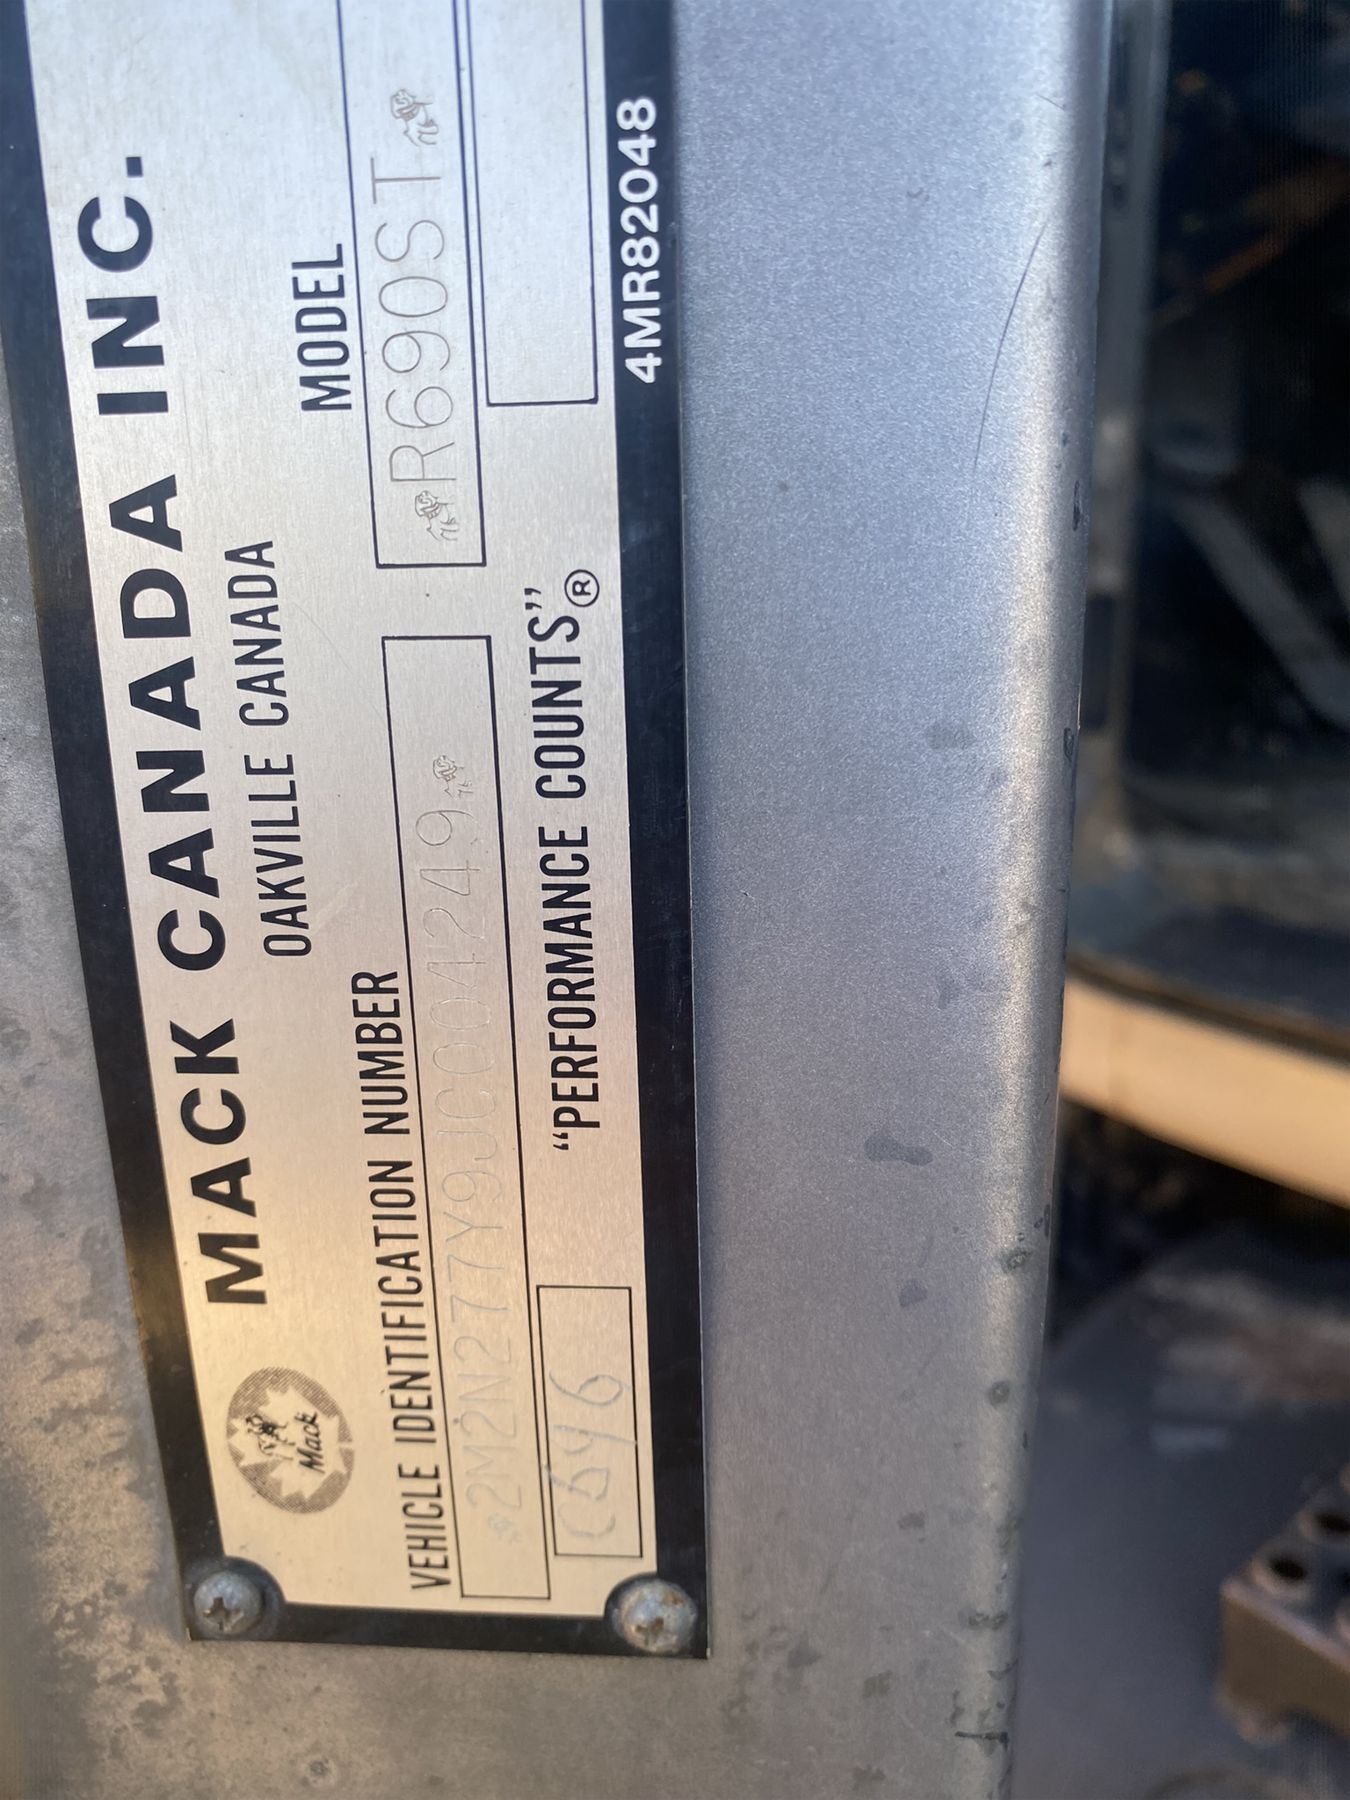 MACK CANADA INC.
OAKVILLE CANADA
Mack
VEHICLE IDENTIFICATION NUMBER
MODEL
2M2N277Y9JC004249
R690ST
C696
"PERFORMANCE COUNTS"®
4MR82048